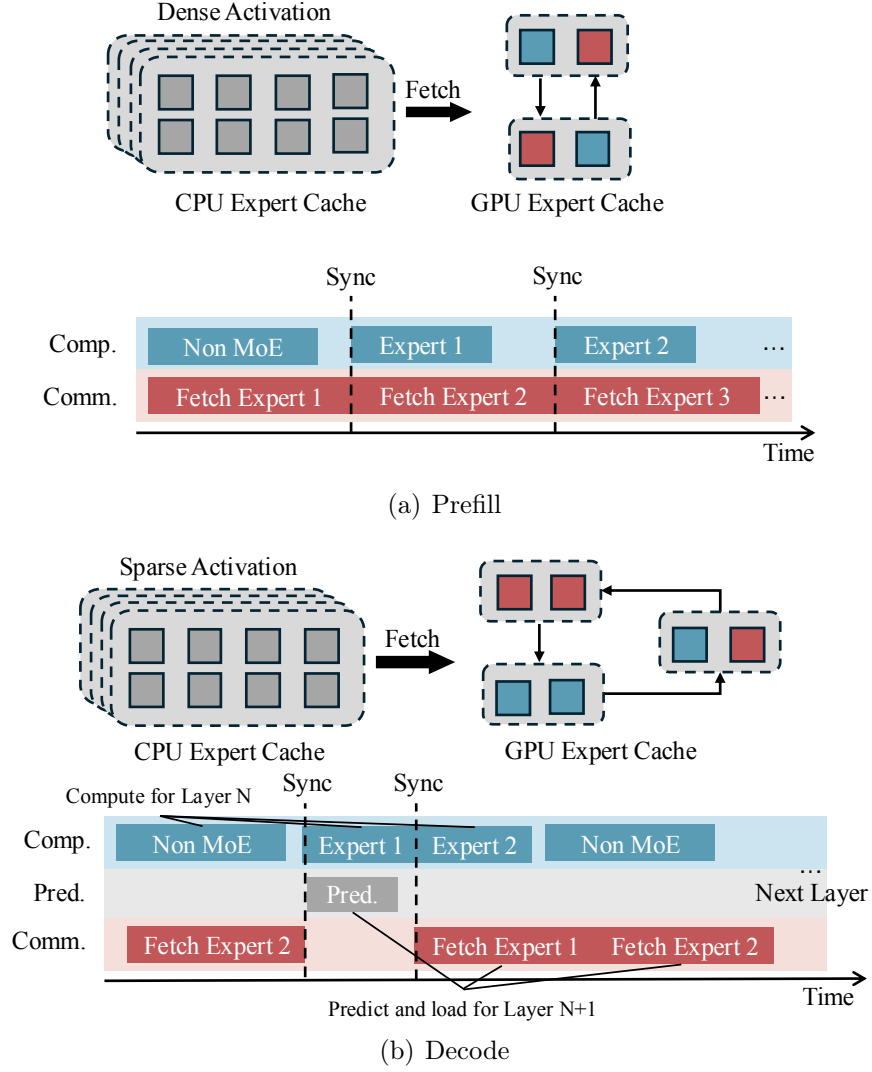 Dense Activation
Fetch
CPU Expert Cache
GPU Expert Cache
Sync
Sync
Comp.
Non MoE
Expert 1
Expert 2
...
Comm.
Fetch Expert 1
Fetch Expert 2
Fetch Expert 3
...
Time
(a) Prefill
Sparse Activation
Fetch
CPU Expert Cache
GPU Expert Cache
Sync
Sync
Compute for Layer N
Comp.
Non MoE
Expert 1
Expert 2
Non MoE
...
Pred.
Pred.
Next Layer
Comm.
Fetch Expert 2
Fetch Expert 1
Fetch Expert 2
Time
Predict and load for Layer N+1
(b) Decode